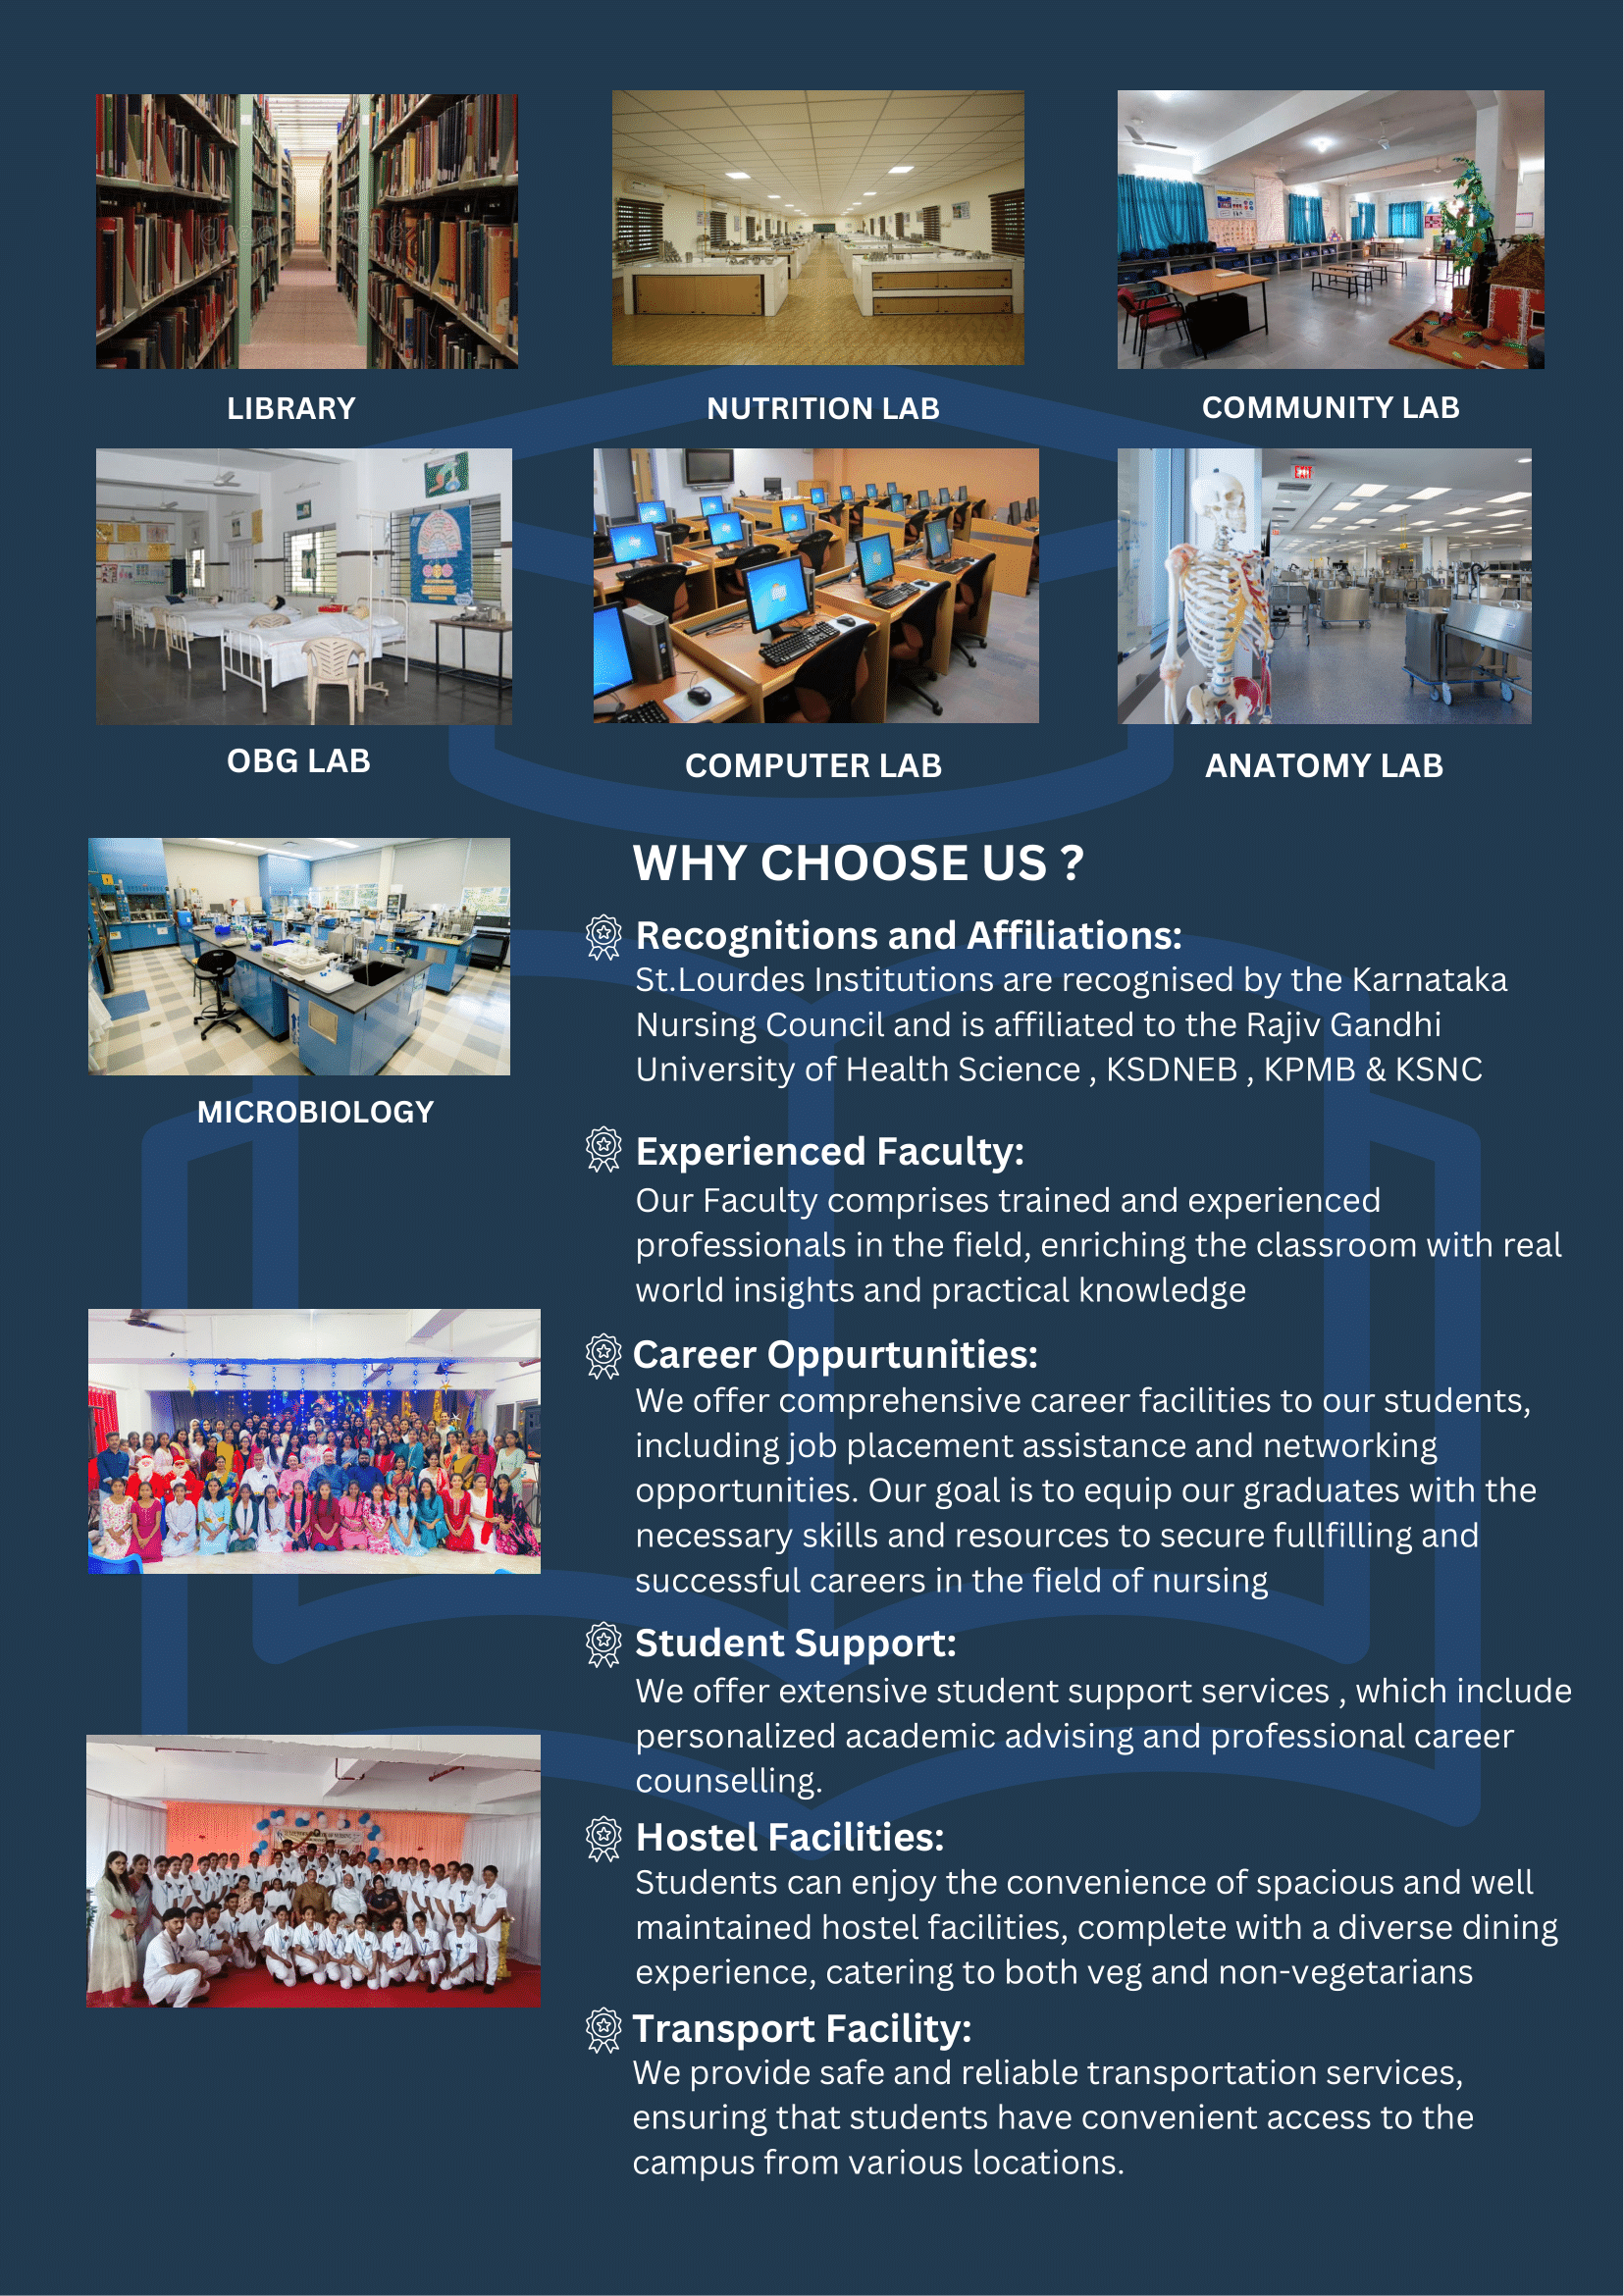 LIBRARY
NUTRITION LAB
COMMUNITY LAB
EXIT
OBG LAB
COMPUTER LAB
ANATOMY LAB
MICROBIOLOGY
WHY CHOOSE US ?
Recognitions and Affiliations:
St.Lourdes Institutions are recognised by the Karnataka
Nursing Council and is affiliated to the Rajiv Gandhi
University of Health Science , KSDNEB , KPMB & KSNC
Experienced Faculty:
Our Faculty comprises trained and experienced
professionals in the field, enriching the classroom with real
world insights and practical knowledge
Career Oppurtunities:
We offer comprehensive career facilities to our students,
including job placement assistance and networking
opportunities. Our goal is to equip our graduates with the
necessary skills and resources to secure fullfilling and
successful careers in the field of nursing
Student Support:
We offer extensive student support services , which include
personalized academic advising and professional career
counselling.
Hostel Facilities:
Students can enjoy the convenience of spacious and well
maintained hostel facilities, complete with a diverse dining
experience, catering to both veg and non-vegetarians
Transport Facility:
We provide safe and reliable transportation services,
ensuring that students have convenient access to the
campus from various locations.